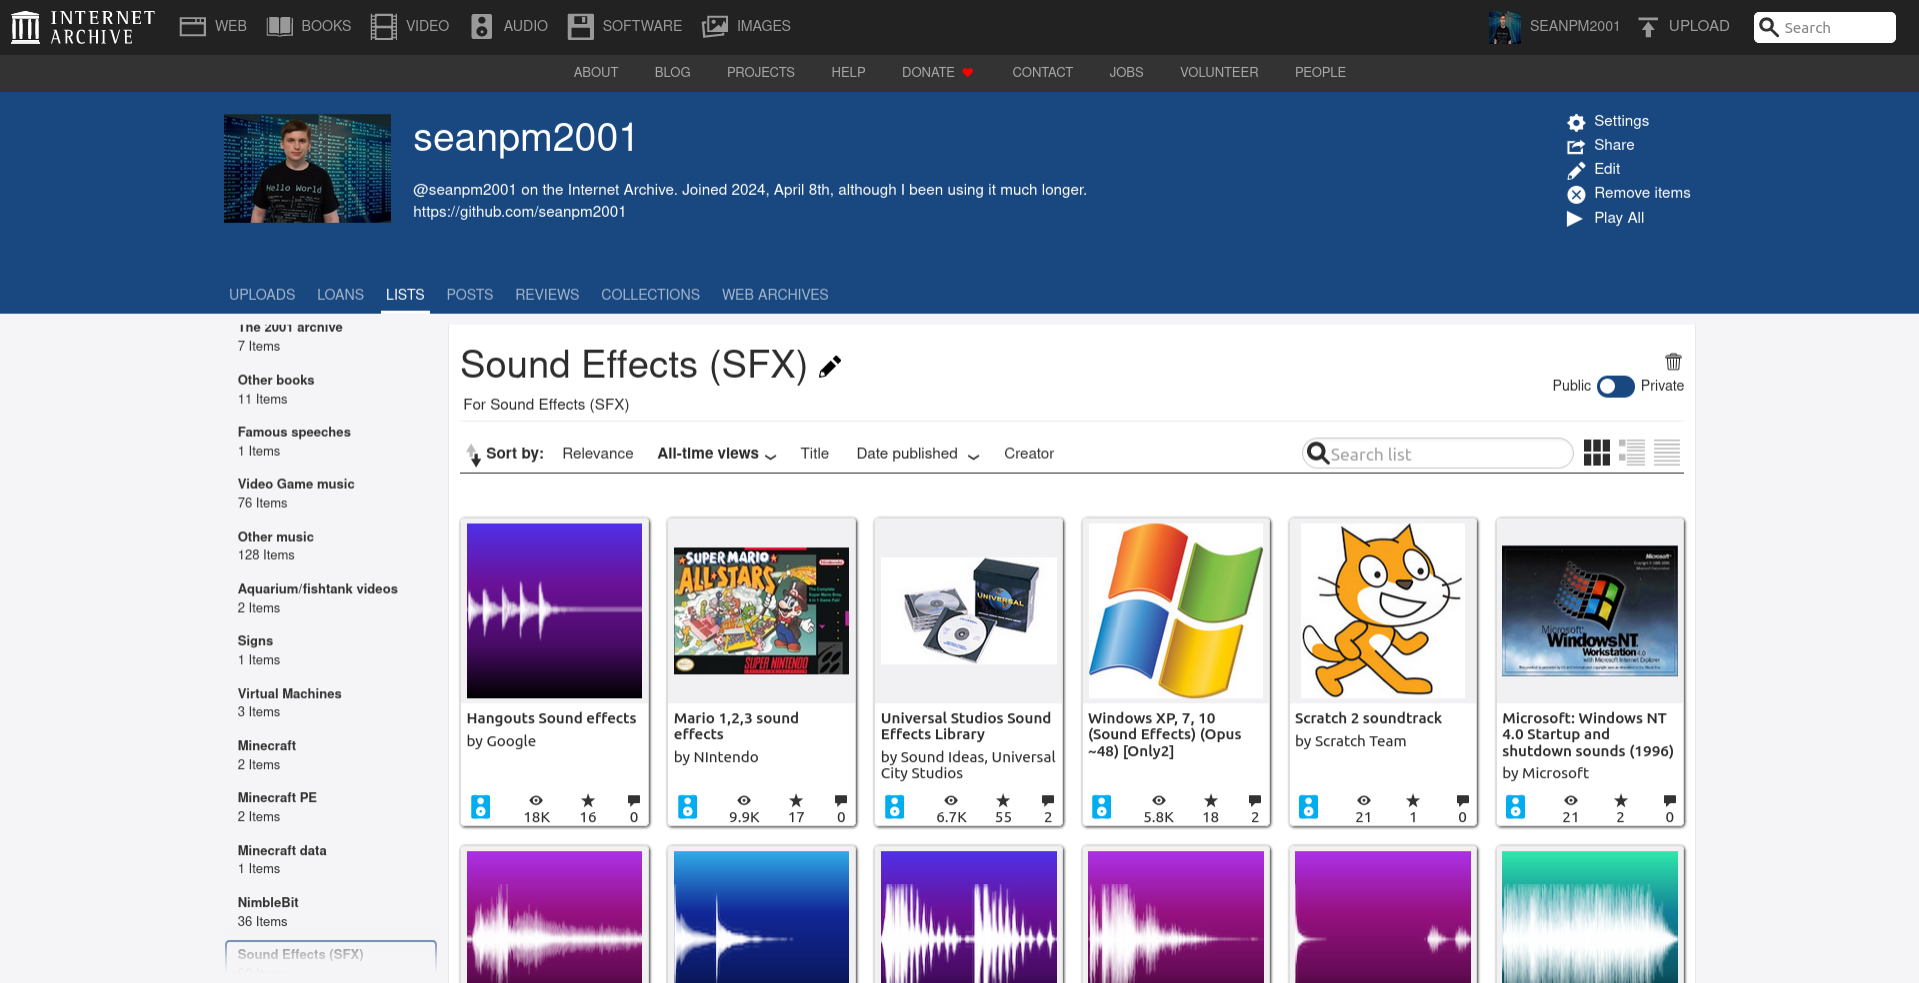 INTERNET ARCHIVE
WEB BOOKS VIDEO AUDIO SOFTWARE IMAGES
SEANPM2001 UPLOAD Search
ABOUT BLOG PROJECTS HELP DONATE CONTACT JOBS VOLUNTEER PEOPLE
Hello World
seanpm2001
@seanpm2001 on the Internet Archive. Joined 2024, April 8th, although I been using it much longer.
https://github.com/seanpm2001
Settings
Share
Edit
Remove items
Play All
UPLOADS LOANS LISTS POSTS REVIEWS COLLECTIONS WEB ARCHIVES
The 2001 archive
7 Items
Other books
11 Items
Famous speeches
1 Items
Video Game music
76 Items
Other music
128 Items
Aquarium/fishtank videos
2 Items
Signs
1 Items
Virtual Machines
3 Items
Minecraft
2 Items
Minecraft PE
2 Items
Minecraft data
1 Items
NimbleBit
36 Items
Sound Effects (SFX)
Sound Effects (SFX)
For Sound Effects (SFX)
Public Private
Sort by: Relevance All-time views Title Date published Creator
Search list
Hangouts Sound effects
by Google
18K 16 0
SUPER MARIO
ALL-STARS
SUPER NINTENDO
Mario 1,2,3 sound
effects
by NIntendo
9.9K 17 0
UNIVERSAL
Universal Studios Sound
Effects Library
by Sound Ideas, Universal
City Studios
6.7K 55 2
Windows XP, 7, 10
(Sound Effects) (Opus
~48) [Only2]
5.8K 18 2
Scratch 2 soundtrack
by Scratch Team
21 1 0
Microsoft
Microsoft
Windows NT
Workstation 4.0
with Microsoft Internet Explorer
Microsoft: Windows NT
4.0 Startup and
shutdown sounds (1996)
by Microsoft
21 2 0